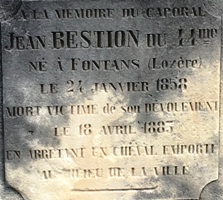 A LA MEMOIRE DU CAPORAL
JEAN BESTION DU 44me
NÉ À FONTANS (Lozère)
LE 24 JANVIER 1858
MORT VICTIME de son DÉVOUEMENT
LE 18 AVRIL 1883
EN ARRÊTANT UN CHEVAL EMPORTÉ
AU MILIEU DE LA VILLE